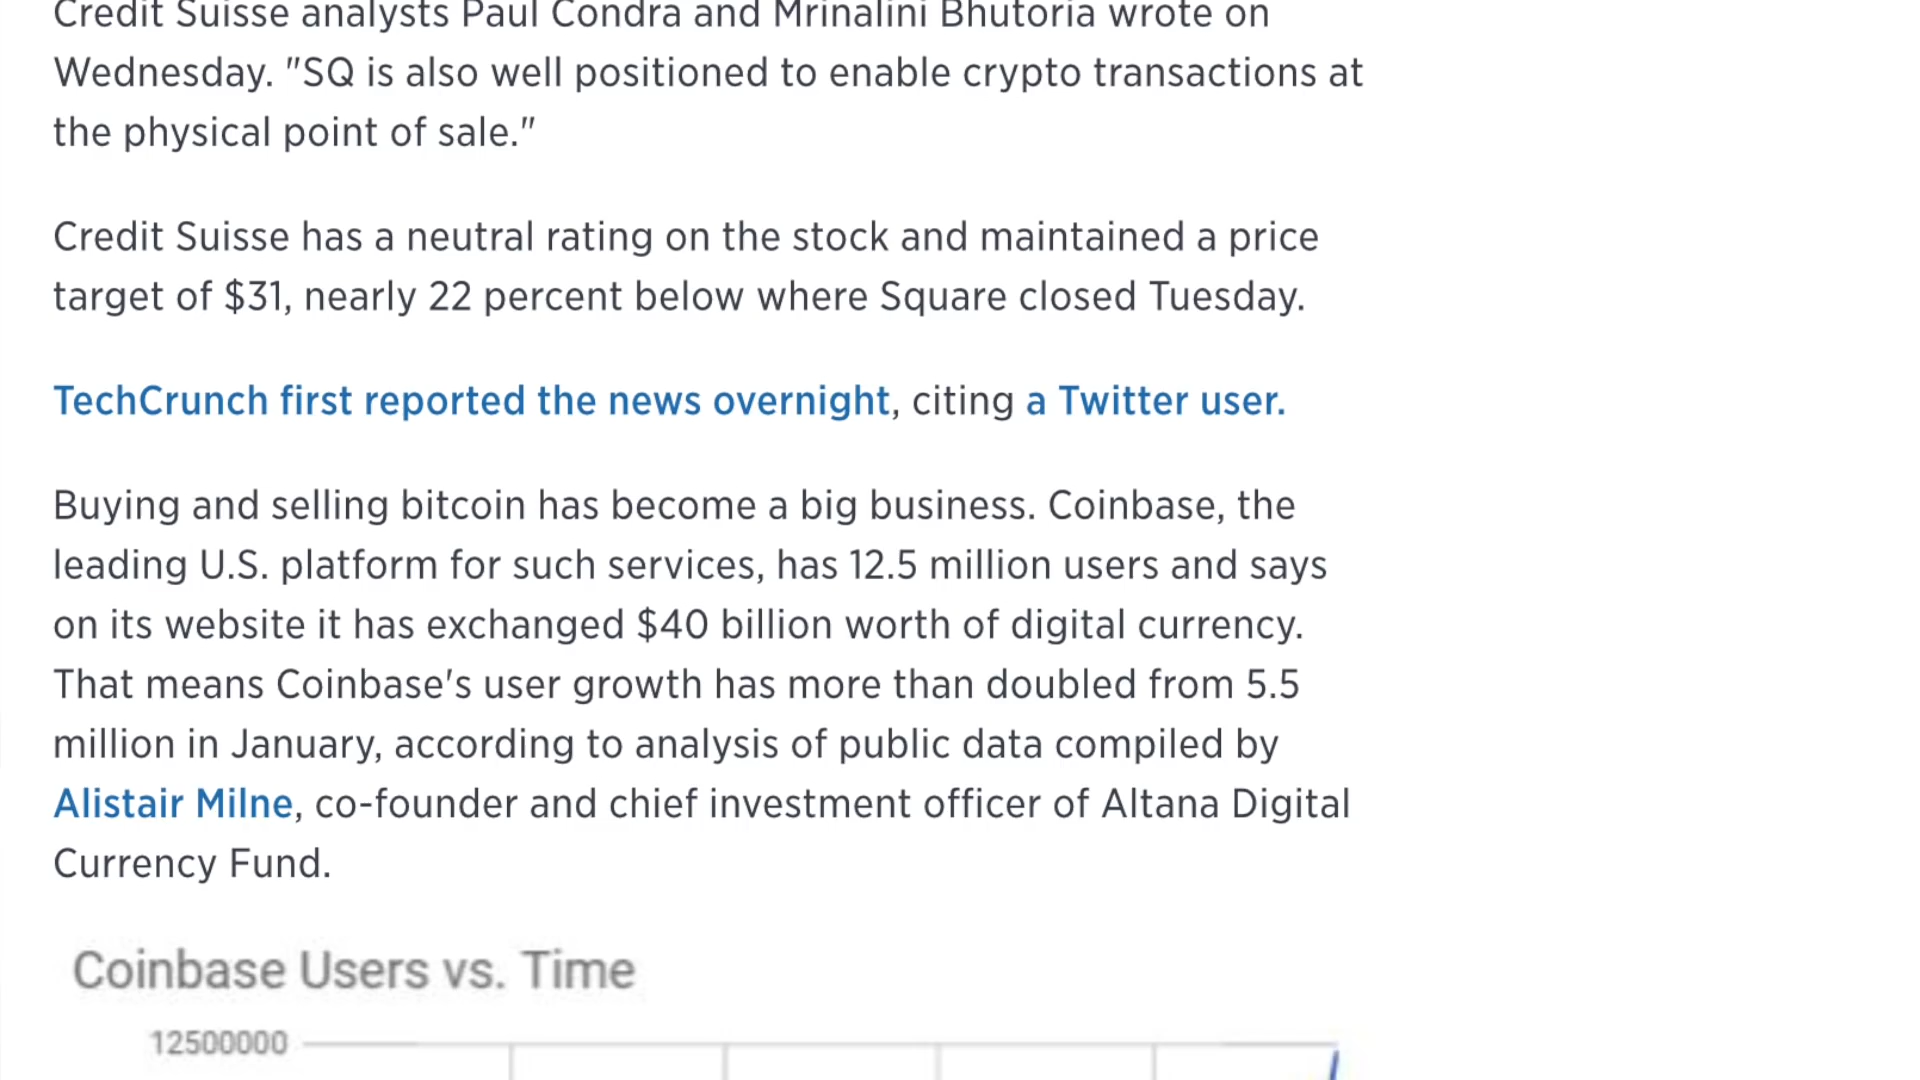 Credit Suisse analysts Paul Condra and Mrinalini Bhutoria wrote on
Wednesday. "SQ is also well positioned to enable crypto transactions at
the physical point of sale."
Credit Suisse has a neutral rating on the stock and maintained a price
target of $31, nearly 22 percent below where Square closed Tuesday.
TechCrunch first reported the news overnight, citing a Twitter user.
Buying and selling bitcoin has become a big business. Coinbase, the
leading U.S. platform for such services, has 12.5 million users and says
on its website it has exchanged $40 billion worth of digital currency.
That means Coinbase's user growth has more than doubled from 5.5
million in January, according to analysis of public data compiled by
Alistair Milne, co-founder and chief investment officer of Altana Digital
Currency Fund.
Coinbase Users vs. Time
12500000